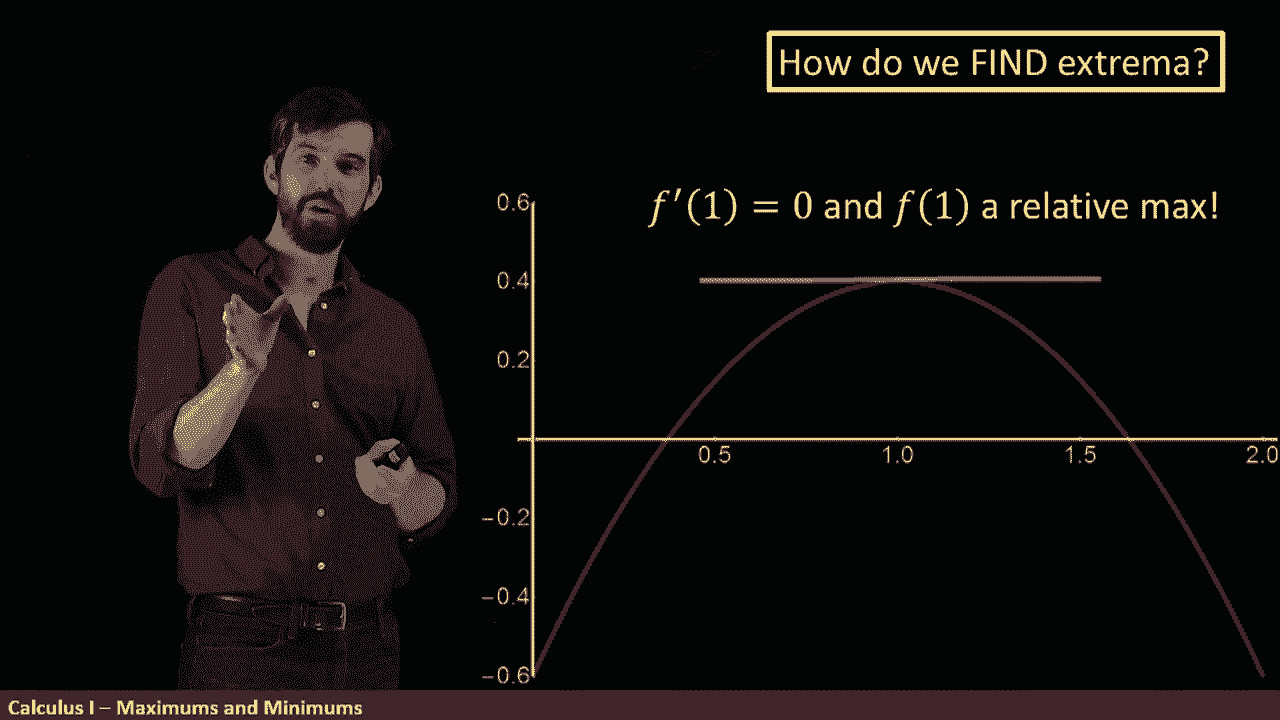 How do we FIND extrema?
f′(1) = 0 and f(1) a relative max!
0.6
0.4
0.2
0.5 1.0 1.5 2.0
−0.2
−0.4
−0.6
Calculus I – Maximums and Minimums